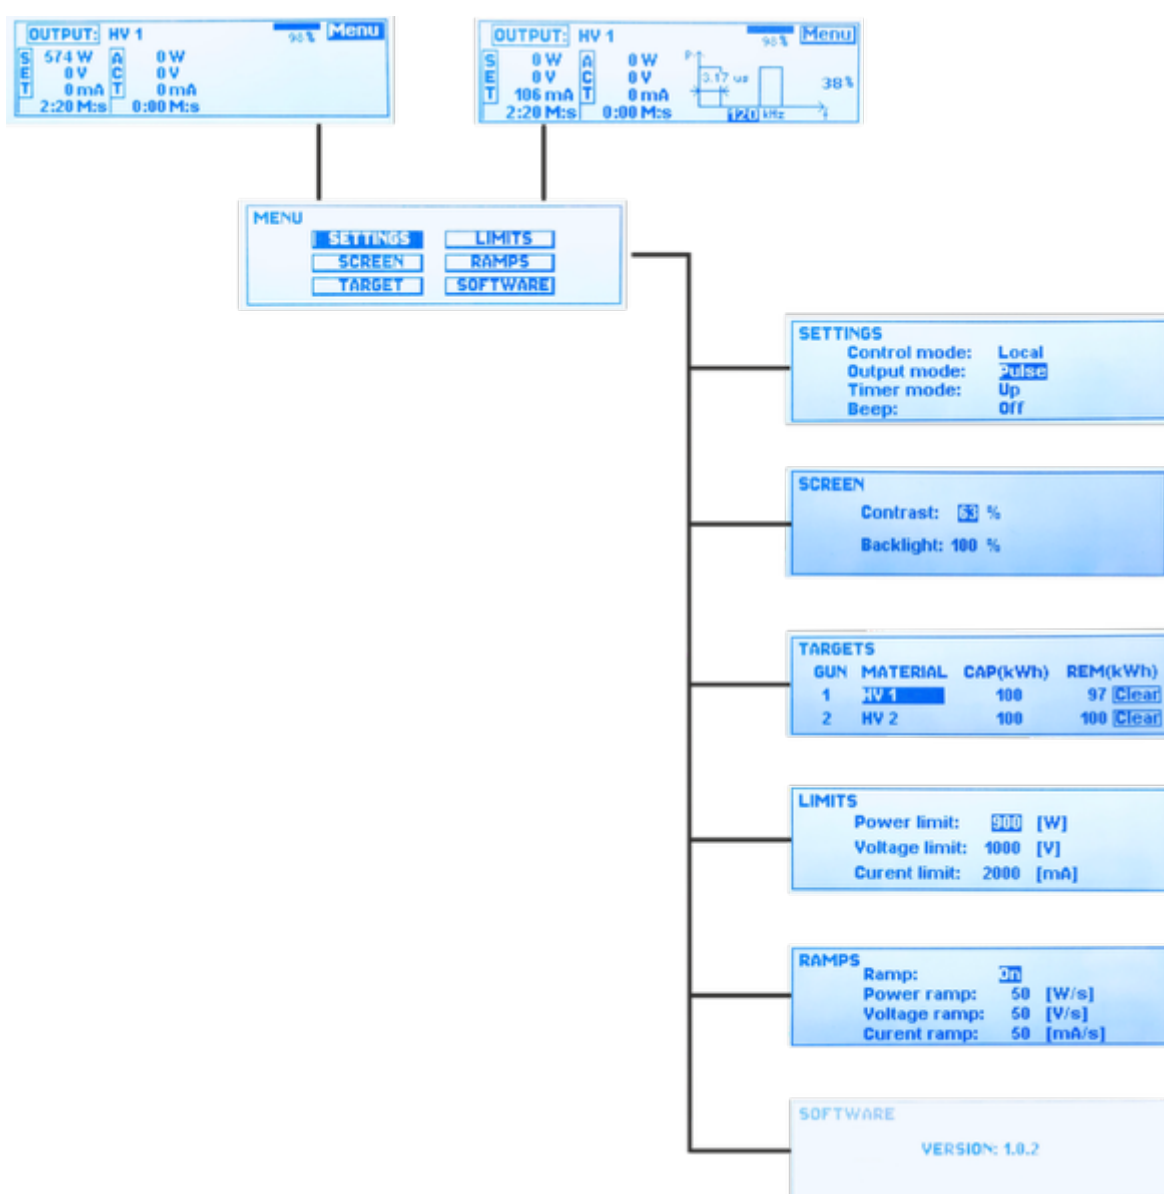 OUTPUT: HV 1 98% Menu
SET 574 W ACT 0 W
0 V 0 V
0 mA 0 mA
2:20 M:s 0:00 M:s
OUTPUT: HV 1 98% Menu
SET 0 W ACT 0 W P
0 V 0 V 3.17 us 38%
106 mA 0 mA
2:20 M:s 0:00 M:s 120 kHz
MENU
SETTINGS LIMITS
SCREEN RAMPS
TARGET SOFTWARE
SETTINGS
Control mode: Local
Output mode: Pulse
Timer mode: Up
Beep: Off
SCREEN
Contrast: 63 %
Backlight: 100 %
TARGETS
GUN MATERIAL CAP(kWh) REM(kWh)
1 HV 1 100 97 Clear
2 HV 2 100 100 Clear
LIMITS
Power limit: 900 [W]
Voltage limit: 1000 [V]
Curent limit: 2000 [mA]
RAMPS
Ramp: On
Power ramp: 50 [W/s]
Voltage ramp: 50 [V/s]
Curent ramp: 50 [mA/s]
SOFTWARE
VERSION: 1.0.2